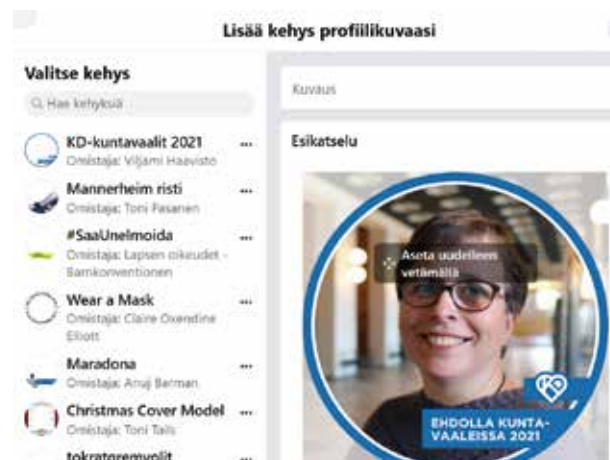 Lisää kehys profiilikuvaasi
Valitse kehys
Hae kehyksiä
KD-kuntavaalit 2021
Omistaja: Viljami Haavisto
Mannerheim risti
Omistaja: Toni Pasanen
#SaaUnelmoida
Omistaja: Lapsen oikeudet -
Barnkonventionen
Wear a Mask
Omistaja: Claire Oxendine
Elliott
Maradona
Omistaja: Anuj Barman
Christmas Cover Model
Omistaja: Toni Tails
Kuvaus
Esikatselu
Aseta uudelleen
vetämällä
KD
EHDOLLA KUNTA-
VAALEISSA 2021